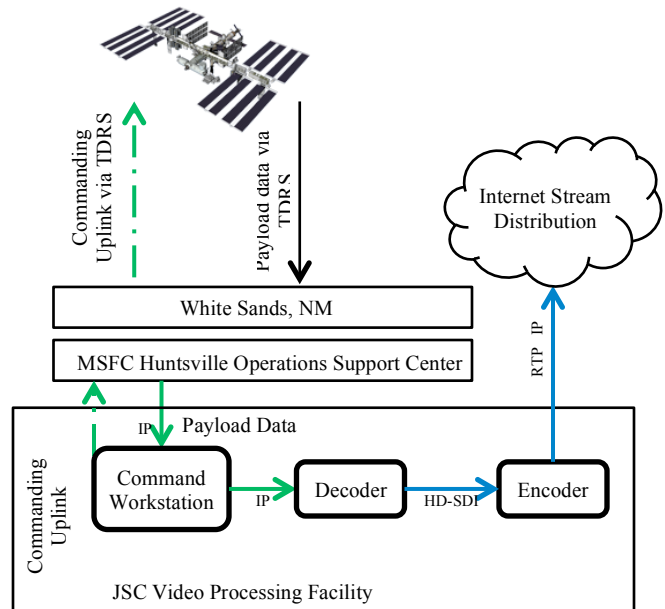 Commanding
Uplink via TDRS
Payload data via
TDRS
Internet Stream
Distribution
White Sands, NM
MSFC Huntsville Operations Support Center
RTP IP
IP
Payload Data
Commanding
Uplink
Command
Workstation
IP
Decoder
HD-SDI
Encoder
JSC Video Processing Facility